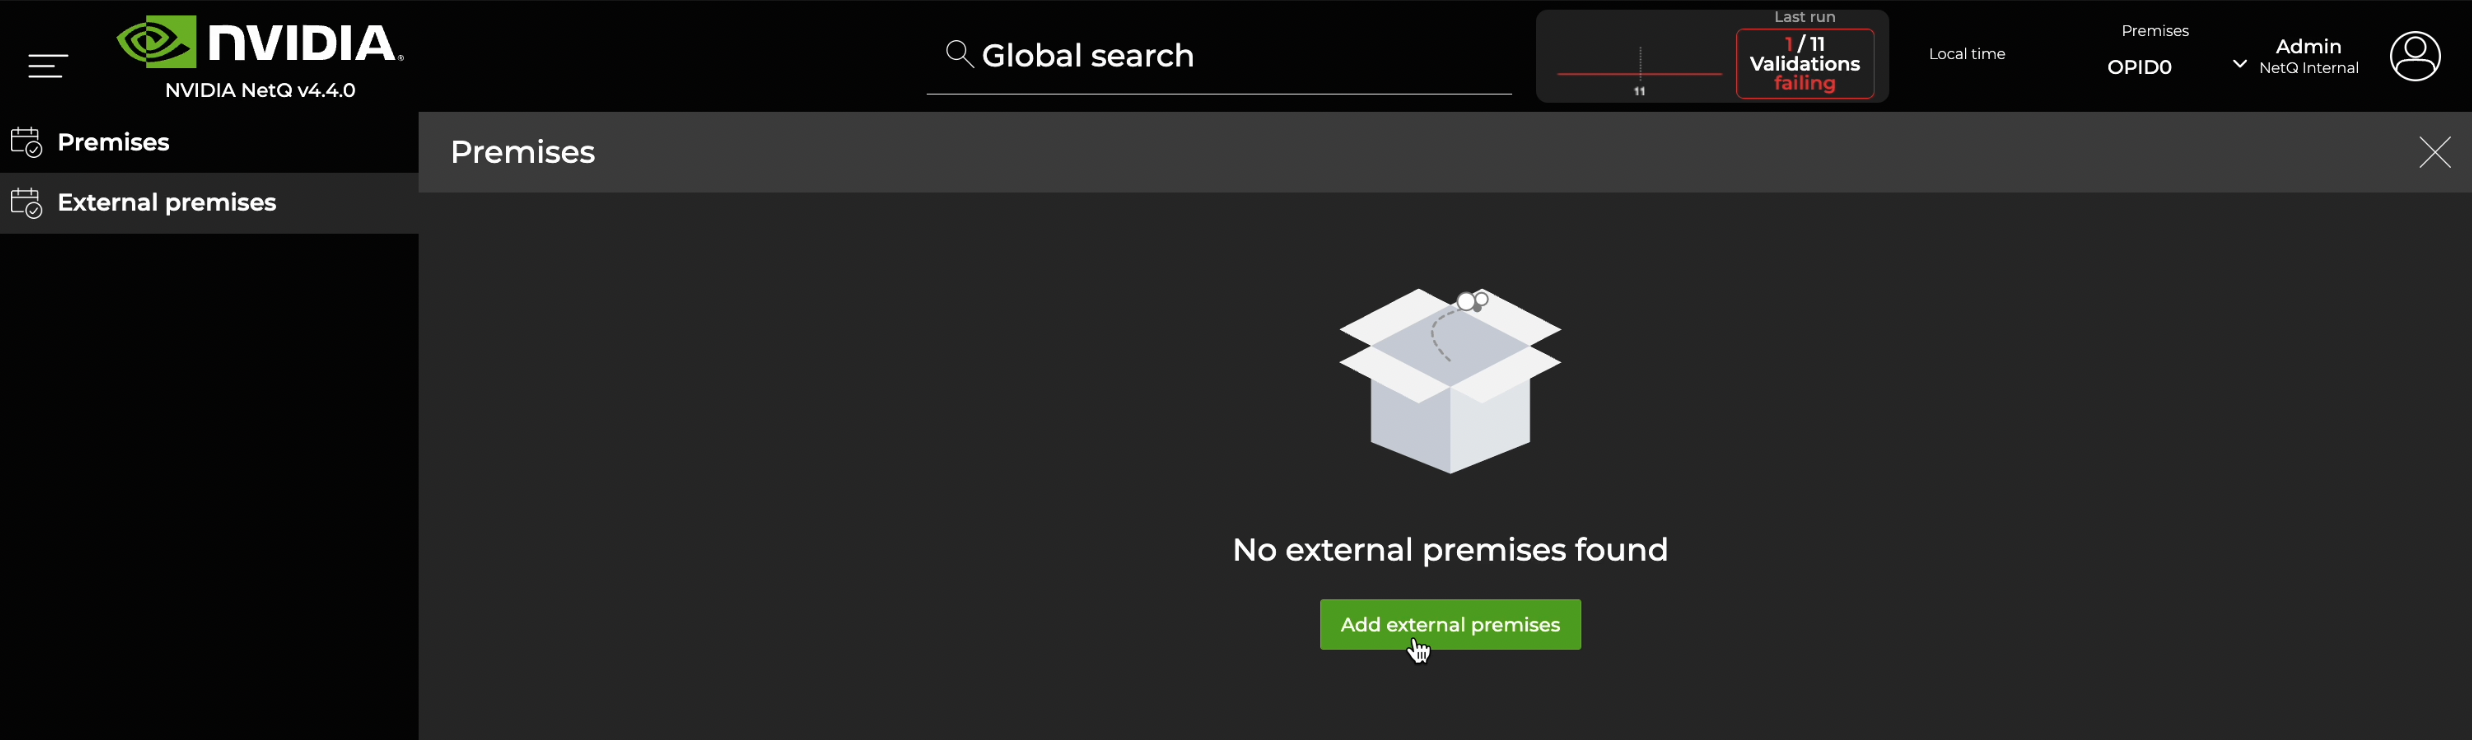 NVIDIA.
NVIDIA NetQ v4.4.0
Global search
11
Last run
1 / 11
Validations
failing
Local time
Premises
OPID0
Admin
NetQ Internal
Premises
External premises
Premises
No external premises found
Add external premises